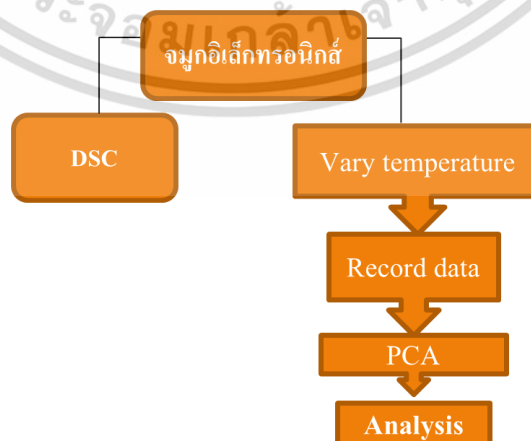 จมูกอิเล็กทรอนิกส์
DSC
Vary temperature
Record data
PCA
Analysis